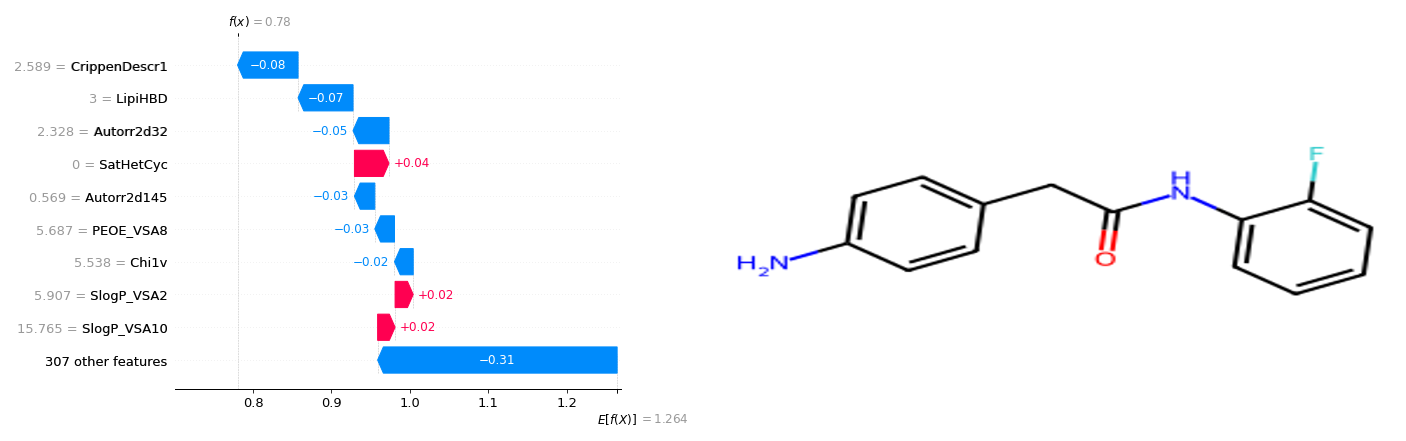 f(x) = 0.78
2.589 = CrippenDescr1
−0.08
3 = LipiHBD
−0.07
2.328 = Autorr2d32
−0.05
0 = SatHetCyc
+0.04
0.569 = Autorr2d145
−0.03
5.687 = PEOE_VSA8
−0.03
5.538 = Chi1v
−0.02
5.907 = SlogP_VSA2
+0.02
15.765 = SlogP_VSA10
+0.02
307 other features
−0.31
0.8 0.9 1.0 1.1 1.2
E[f(X)] = 1.264
F
H
N
H₂N
O